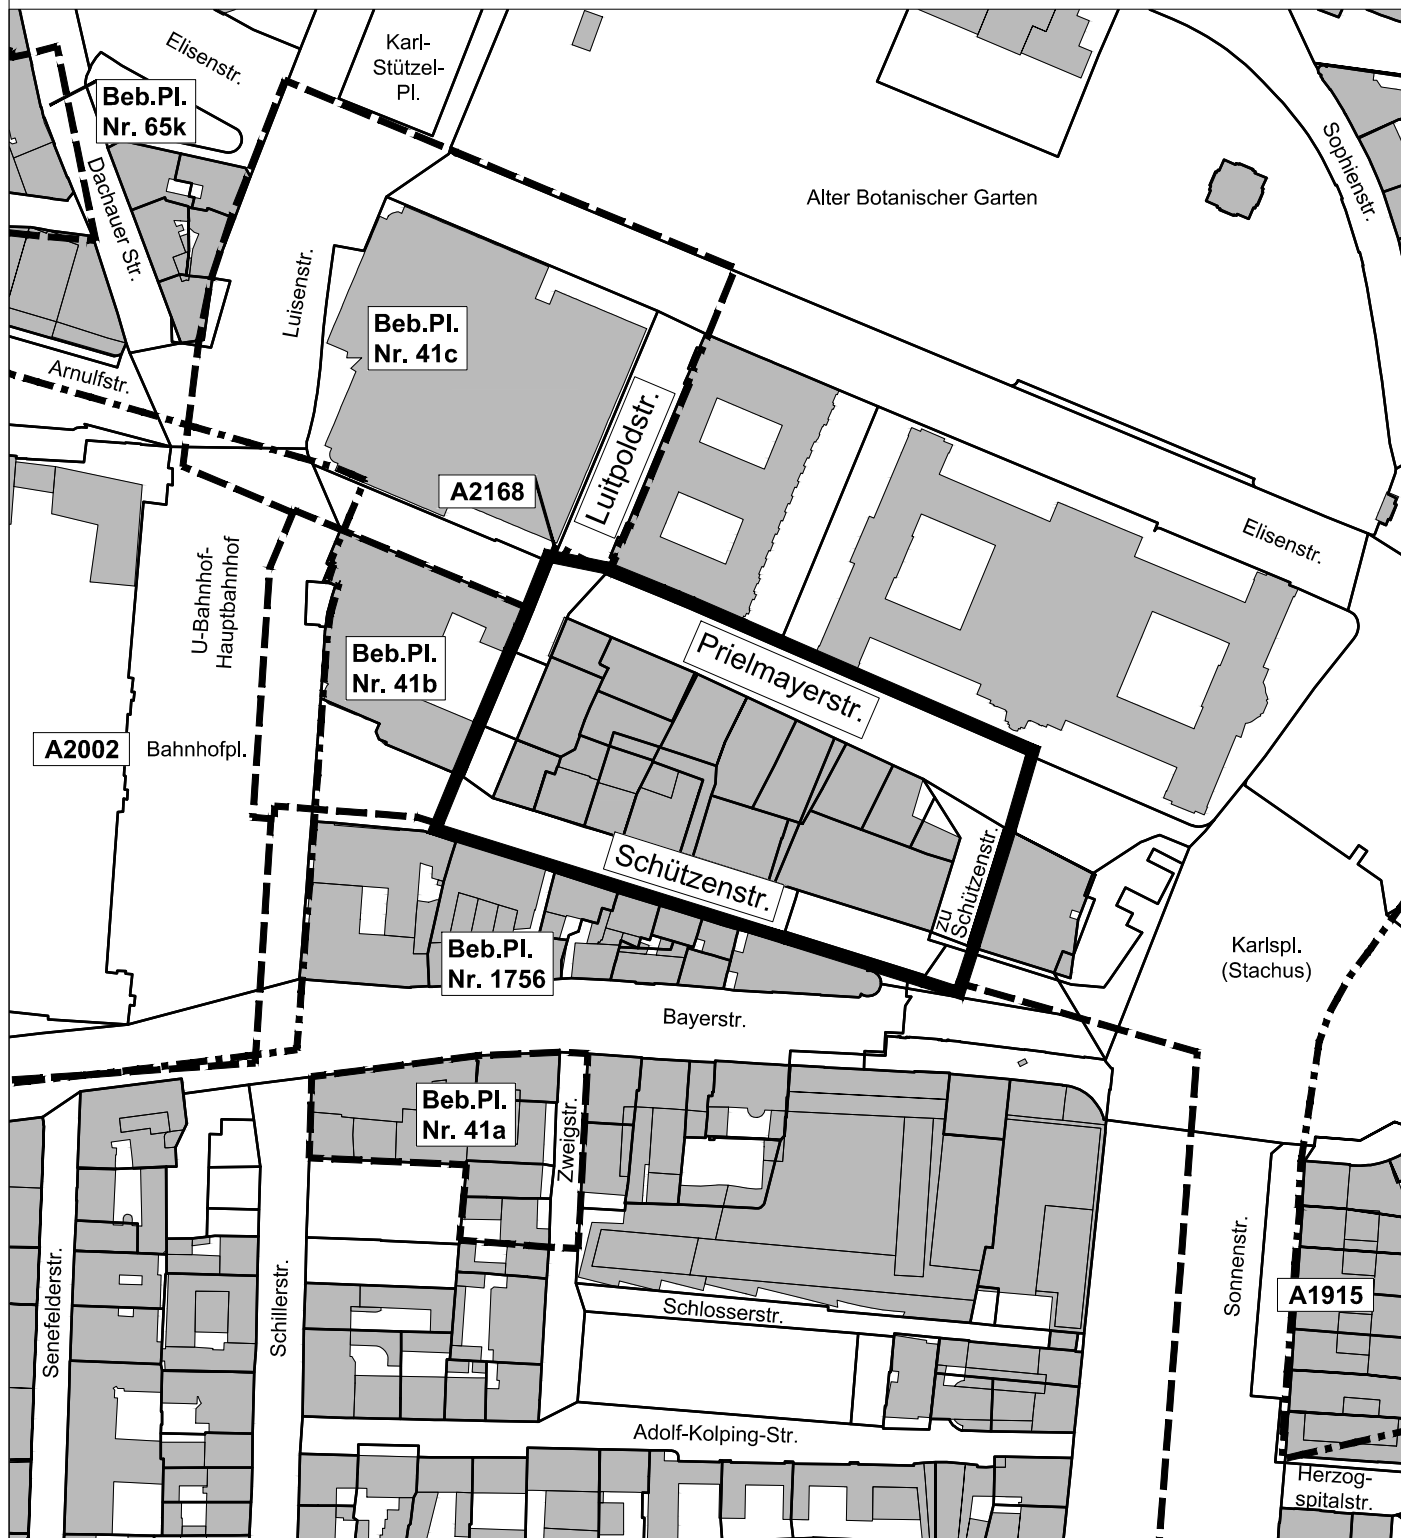 Elisenstr.
Karl-
Stützel-
Pl.
Beb.Pl.
Nr. 65k
Dachauer Str.
Sophienstr.
Alter Botanischer Garten
Luisenstr.
Beb.Pl.
Nr. 41c
Arnulfstr.
Luitpoldstr.
A2168
Elisenstr.
U-Bahnhof-
Hauptbahnhof
Beb.Pl.
Nr. 41b
Prielmayerstr.
A2002
Bahnhofpl.
Schützenstr.
zu
Schützenstr.
Beb.Pl.
Nr. 1756
Karlspl.
(Stachus)
Bayerstr.
Beb.Pl.
Nr. 41a
Zweigstr.
Senefelderstr.
Schillerstr.
Schlosserstr.
Sonnenstr.
A1915
Adolf-Kolping-Str.
Herzog-
spitalstr.